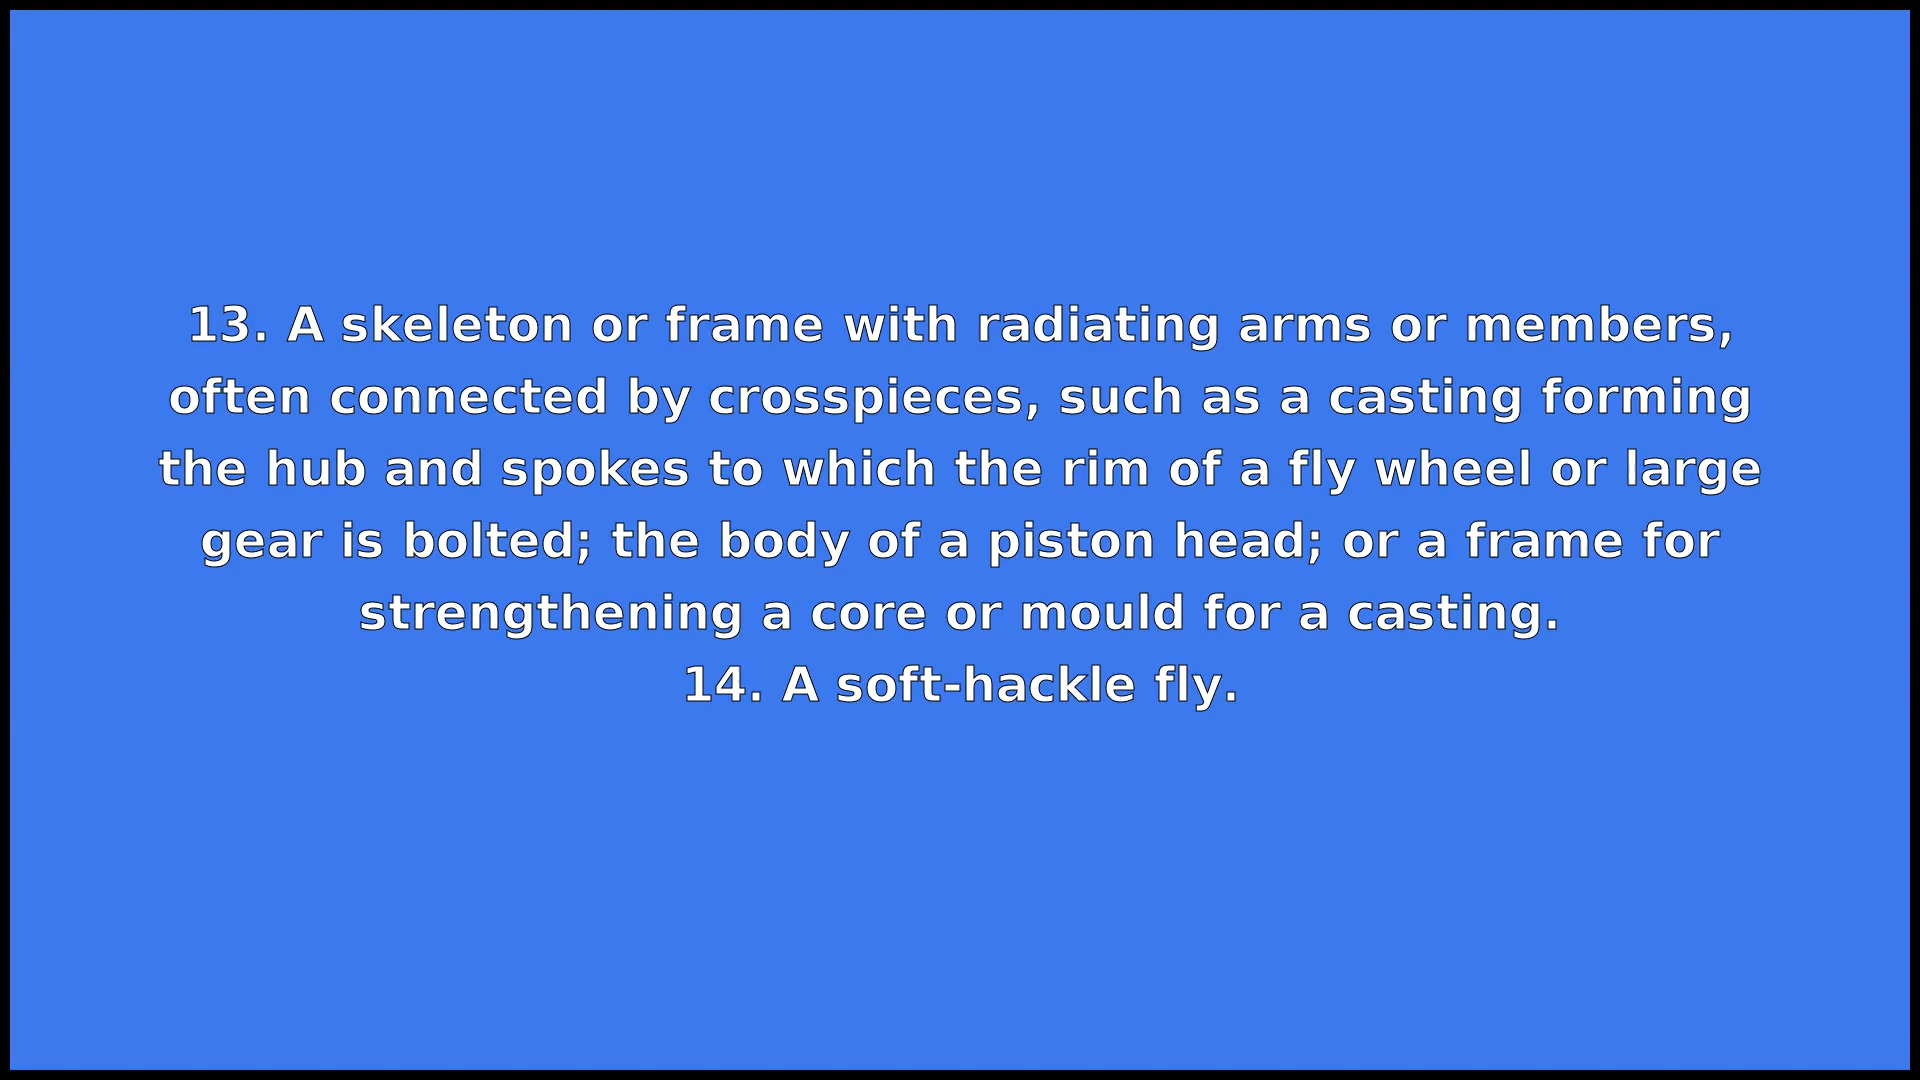 13. A skeleton or frame with radiating arms or members,
often connected by crosspieces, such as a casting forming
the hub and spokes to which the rim of a fly wheel or large
gear is bolted; the body of a piston head; or a frame for
strengthening a core or mould for a casting.
14. A soft-hackle fly.